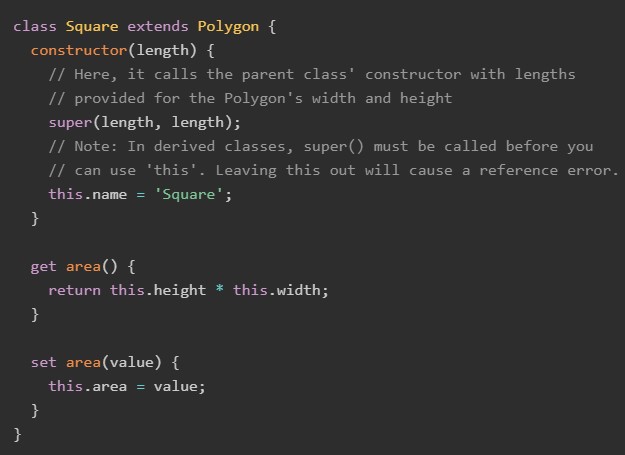 class Square extends Polygon {
  constructor(length) {
    // Here, it calls the parent class' constructor with lengths
    // provided for the Polygon's width and height
    super(length, length);
    // Note: In derived classes, super() must be called before you
    // can use 'this'. Leaving this out will cause a reference error.
    this.name = 'Square';
  }

  get area() {
    return this.height * this.width;
  }

  set area(value) {
    this.area = value;
  }
}